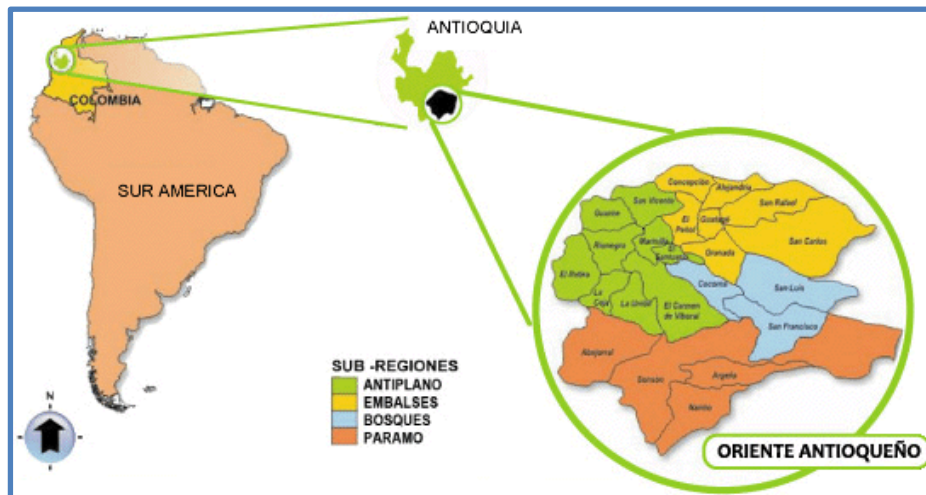 ANTIOQUIA
COLOMBIA
SUR AMERICA
Concepción
Alejandría
San Vicente
San Rafael
Guarne
El
Peñol
Guatapé
Rionegro
Marinilla
San Carlos
El
Santuario
Granada
El Retiro
Cocorná
San Luis
La
Ceja
La Unión
El Carmen
de Viboral
San Francisco
Abejorral
Sonsón
Argelia
Nariño
SUB -REGIONES
ANTIPLANO
EMBALSES
BOSQUES
PARAMO
N
ORIENTE ANTIOQUEÑO